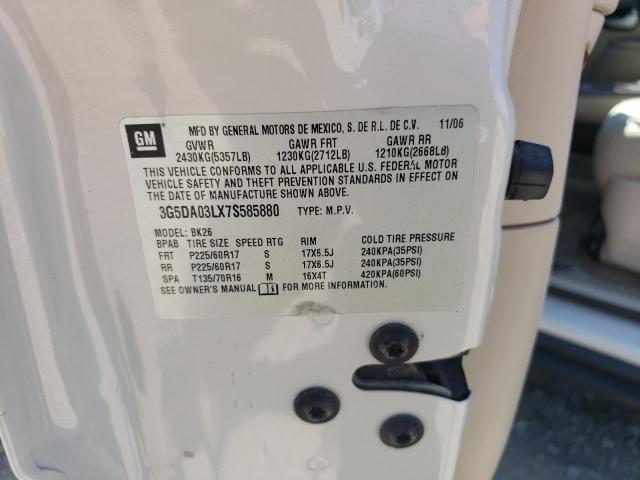 GM
MFD BY GENERAL MOTORS DE MEXICO, S. DE R.L. DE C.V. 11/06
GVWR GAWR FRT GAWR RR
2430KG(5357LB) 1230KG(2712LB) 1210KG(2668LB)
THIS VEHICLE CONFORMS TO ALL APPLICABLE U.S. FEDERAL MOTOR
VEHICLE SAFETY AND THEFT PREVENTION STANDARDS IN EFFECT ON
THE DATE OF MANUFACTURE SHOWN ABOVE.
3G5DA03LX7S585880 TYPE: M.P.V.
MODEL: BK26
BPAB TIRE SIZE SPEED RTG RIM COLD TIRE PRESSURE
FRT P225/60R17 S 17X6.5J 240KPA(35PSI)
RR P225/60R17 S 17X6.5J 240KPA(35PSI)
SPA T135/70R16 M 16X4T 420KPA(60PSI)
SEE OWNER'S MANUAL FOR MORE INFORMATION.